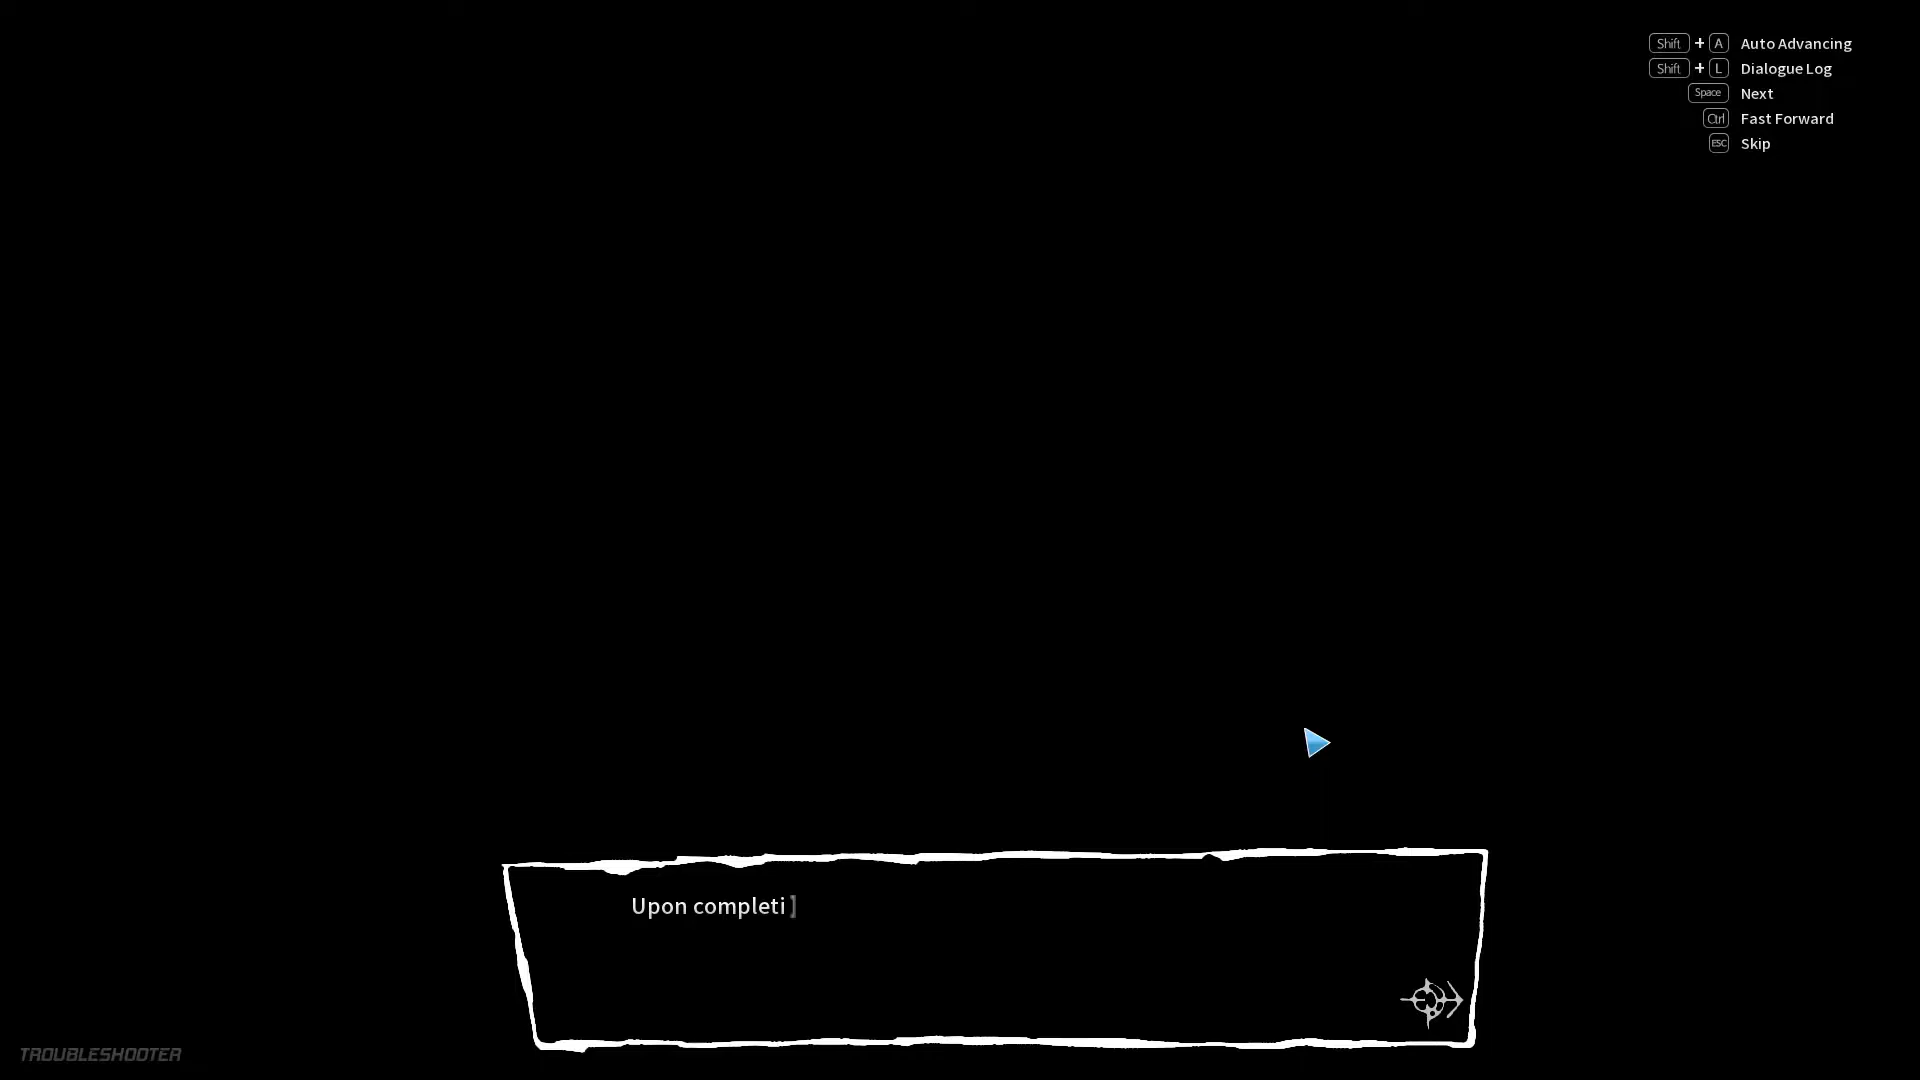 Shift + A Auto Advancing
Shift + L Dialogue Log
Space Next
Ctrl Fast Forward
ESC Skip
Upon completi
TROUBLESHOOTER